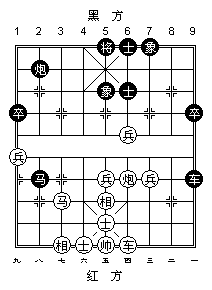 黑 方
1 2 3 4 5 6 7 8 9
将 士 象
炮
象 士
卒 卒
兵
兵
马 兵 炮 兵 车
马 相
士
相 士 帅 车
九 八 七 六 五 四 三 二 一
红 方